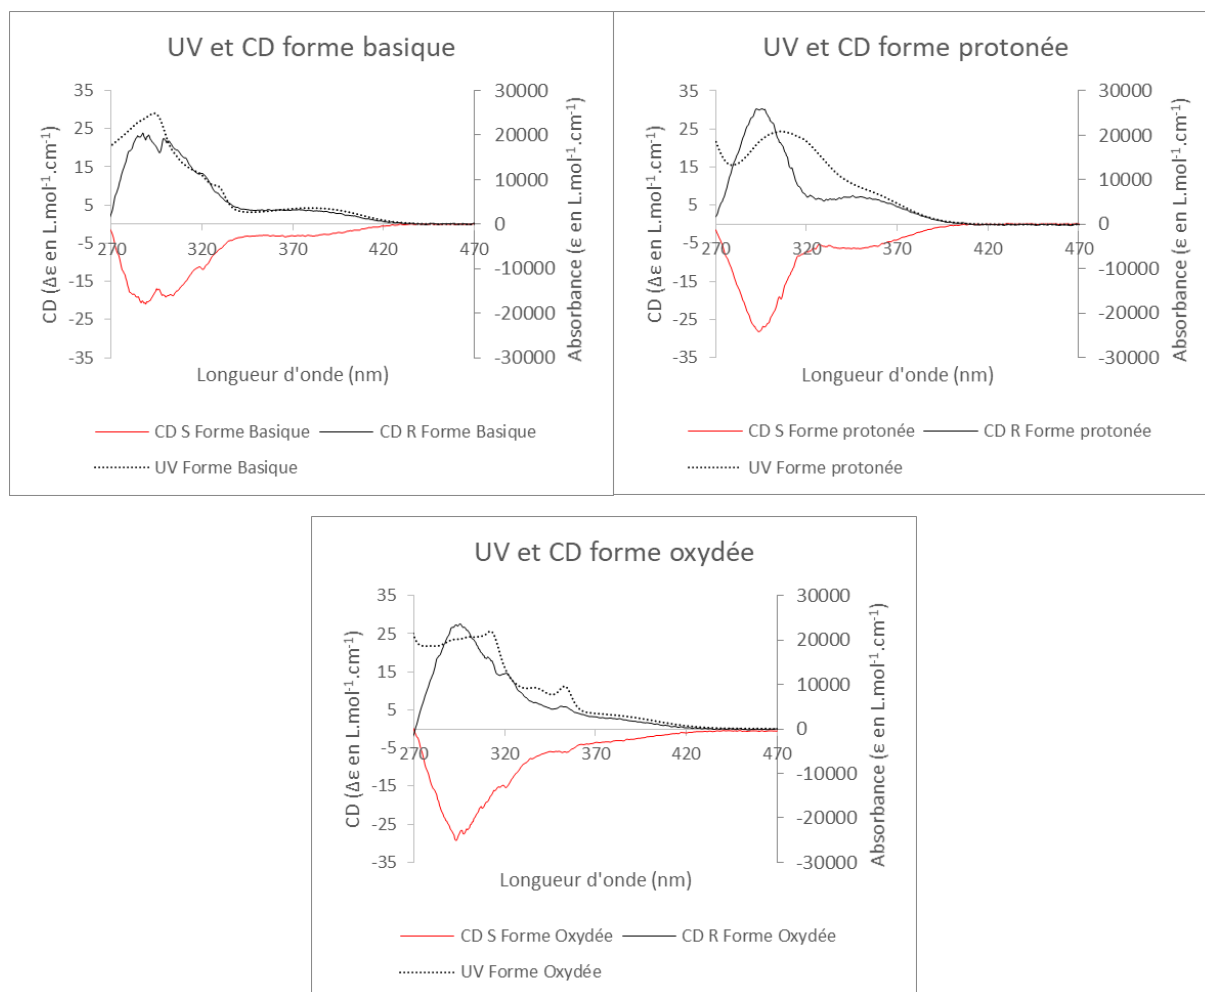 UV et CD forme basique
35
25
15
5
-5
-15
-25
-35
CD (Δε en L.mol⁻¹.cm⁻¹)
270 320 370 420 470
30000
20000
10000
0
-10000
-20000
-30000
Absorbance (ε en L.mol⁻¹.cm⁻¹)
Longueur d'onde (nm)
CD S Forme Basique CD R Forme Basique
UV Forme Basique
UV et CD forme protonée
35
25
15
5
-5
-15
-25
-35
CD (Δε en L.mol⁻¹.cm⁻¹)
270 320 370 420 470
30000
20000
10000
0
-10000
-20000
-30000
Absorbance (ε en L.mol⁻¹.cm⁻¹)
Longueur d'onde (nm)
CD S Forme protonée CD R Forme protonée
UV Forme protonée
UV et CD forme oxydée
35
25
15
5
-5
-15
-25
-35
CD (Δε en L.mol⁻¹.cm⁻¹)
270 320 370 420 470
30000
20000
10000
0
-10000
-20000
-30000
Absorbance (ε en L.mol⁻¹.cm⁻¹)
Longueur d'onde (nm)
CD S Forme Oxydée CD R Forme Oxydée
UV Forme Oxydée